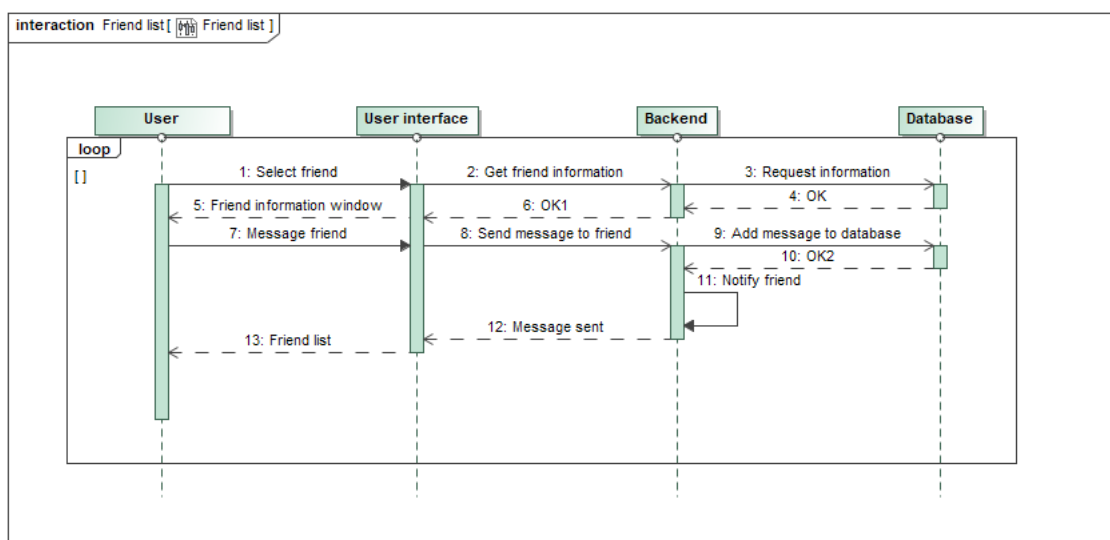 interaction Friend list [ Friend list ]
User
User interface
Backend
Database
loop
[ ]
1: Select friend
2: Get friend information
3: Request information
4: OK
5: Friend information window
6: OK1
7: Message friend
8: Send message to friend
9: Add message to database
10: OK2
11: Notify friend
12: Message sent
13: Friend list